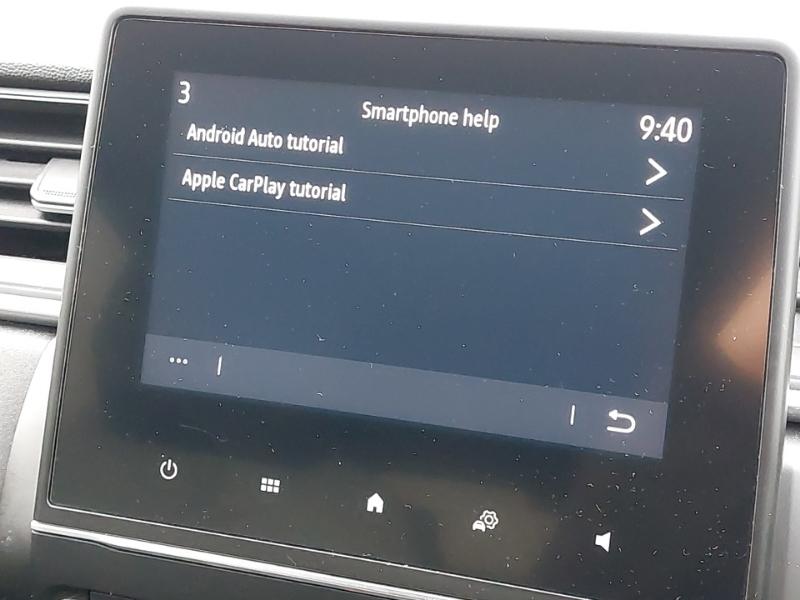 3
Smartphone help
9:40
Android Auto tutorial
Apple CarPlay tutorial